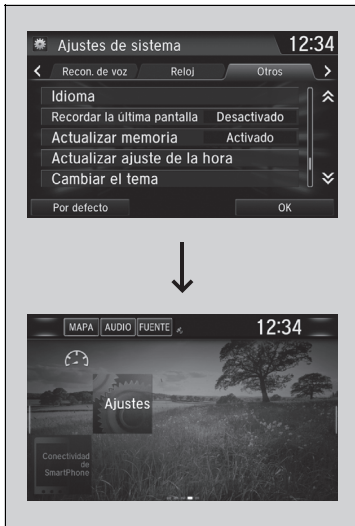 Ajustes de sistema 12:34
Recon. de voz Reloj Otros
Idioma
Recordar la última pantalla Desactivado
Actualizar memoria Activado
Actualizar ajuste de la hora
Cambiar el tema
Por defecto OK
MAPA AUDIO FUENTE 12:34
Ajustes
Conectividad
de
SmartPhone